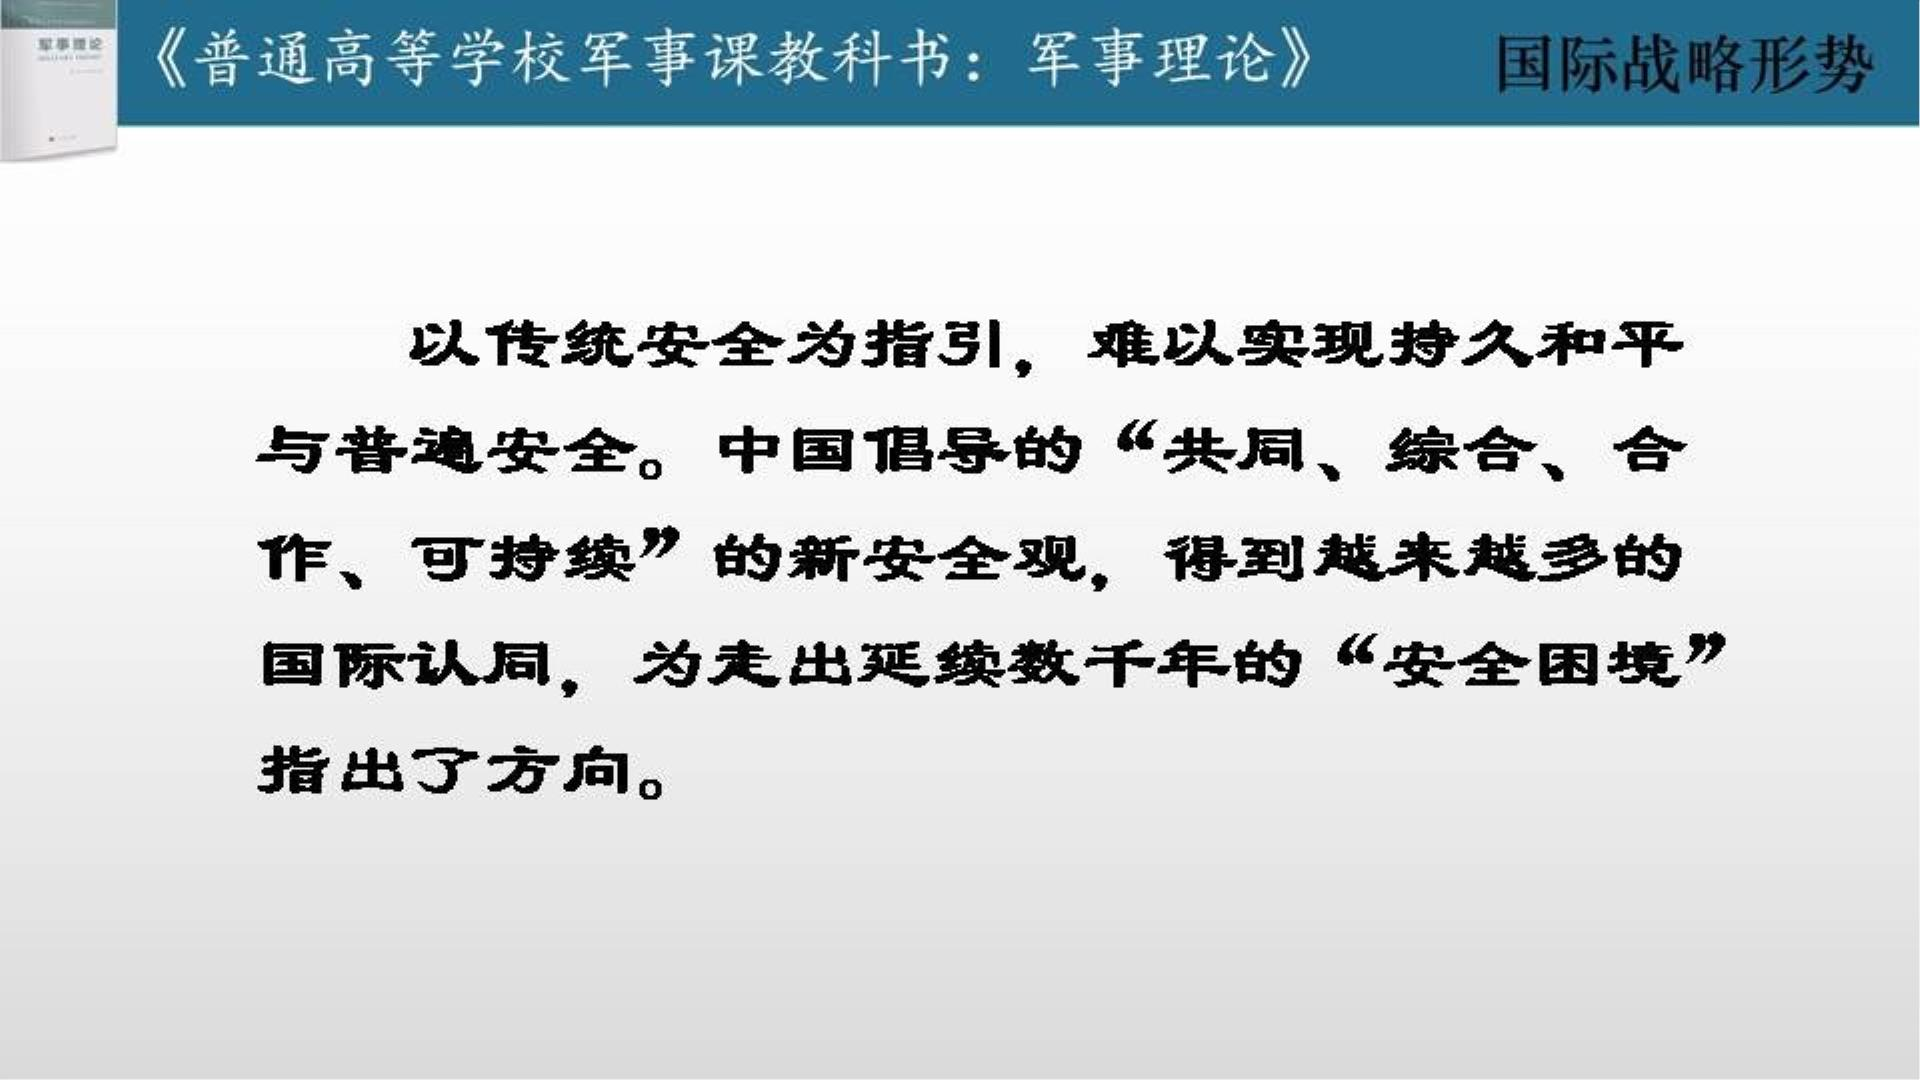 军事理论
《普通高等学校军事课教科书：军事理论》
国际战略形势
以传统安全为指引，难以实现持久和平
与普遍安全。中国倡导的“共同、综合、合
作、可持续”的新安全观，得到越来越多的
国际认同，为走出延续数千年的“安全困境”
指出了方向。